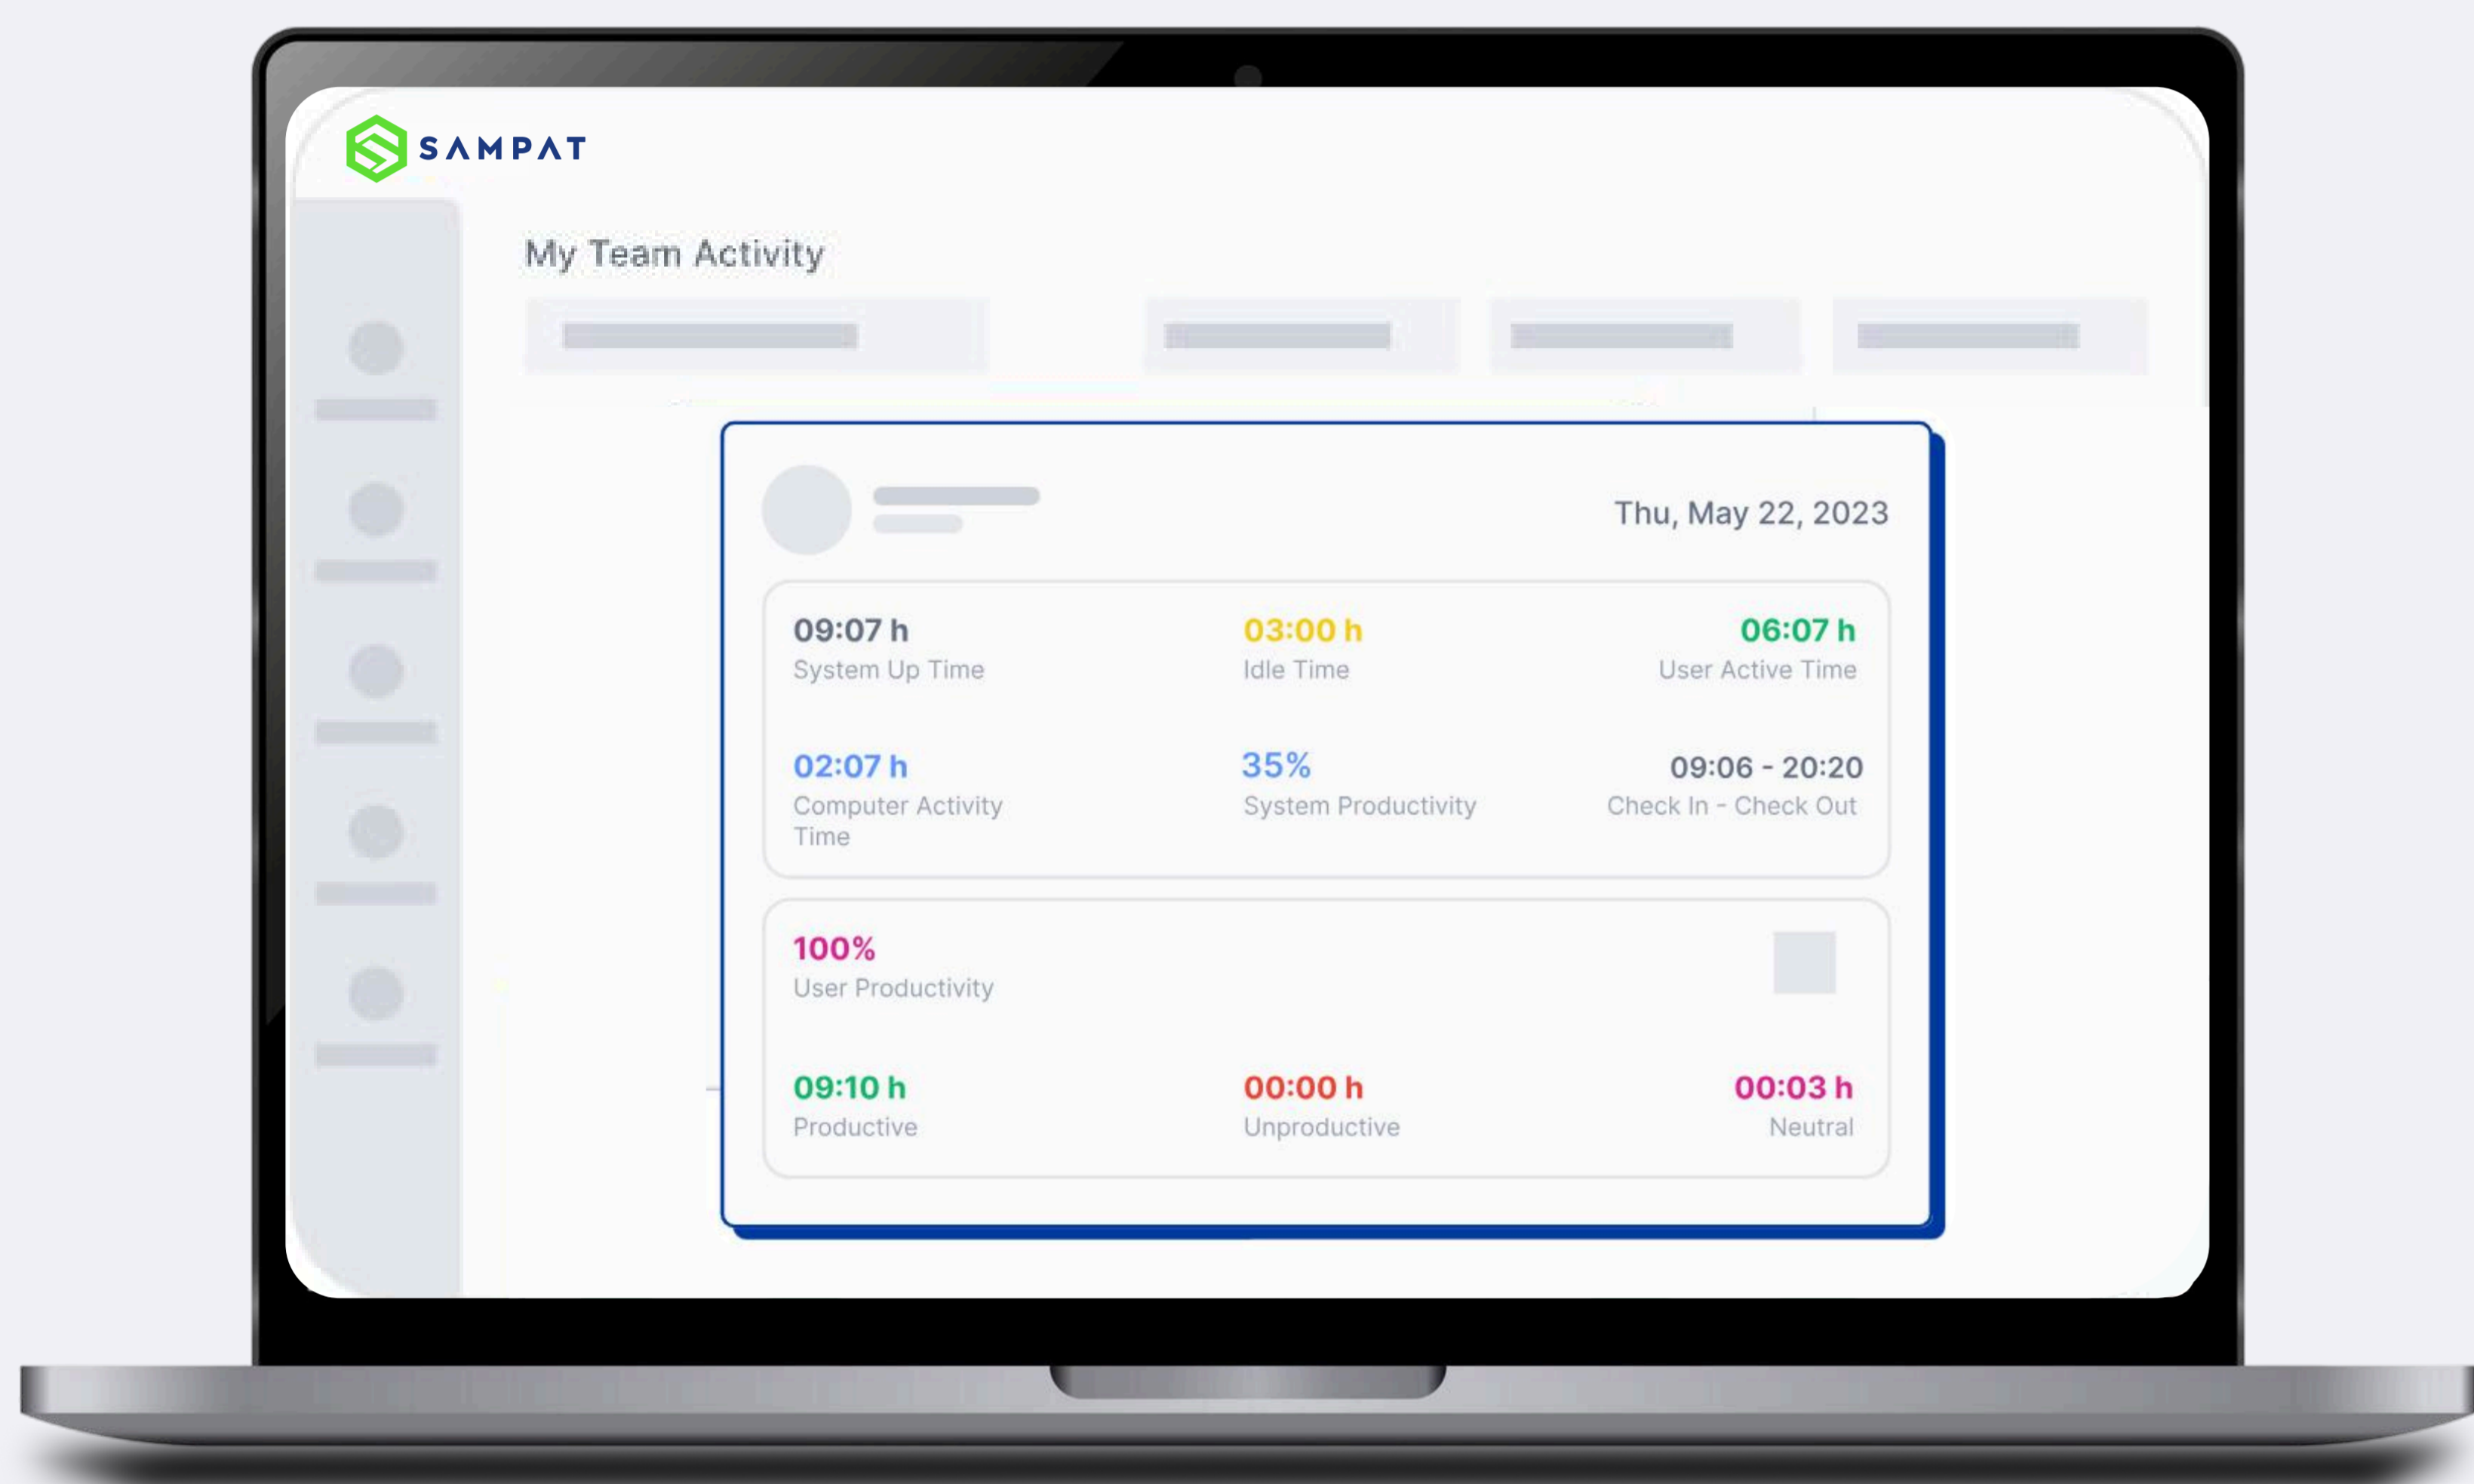 SAMPAT
My Team Activity
Thu, May 22, 2023
09:07 h
System Up Time
03:00 h
Idle Time
06:07 h
User Active Time
02:07 h
Computer Activity
Time
35%
System Productivity
09:06 - 20:20
Check In - Check Out
100%
User Productivity
09:10 h
Productive
00:00 h
Unproductive
00:03 h
Neutral